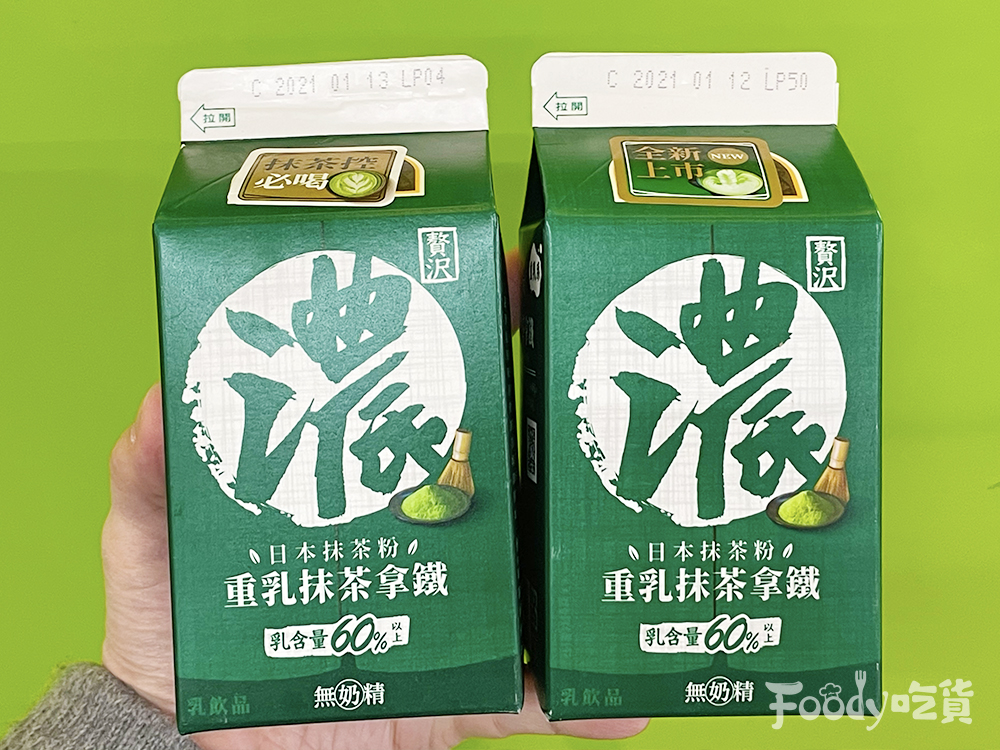 C 2021 01 13 LP04
拉開
抹茶控
必喝
贅沢
濃
日本抹茶粉
重乳抹茶拿鐵
乳含量60%以上
無奶精
乳飲品
C 2021 01 12 LP50
拉開
全新
上市
NEW
贅沢
濃
日本抹茶粉
重乳抹茶拿鐵
乳含量60%以上
無奶精
乳飲品
Foody吃貨